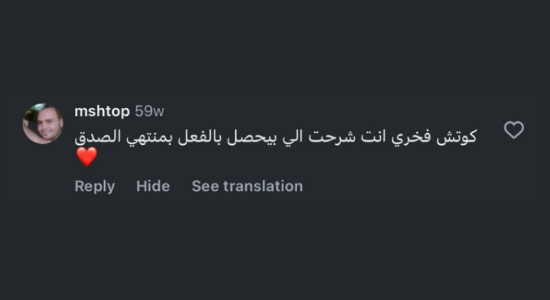 mshtop 59w
كوتش فخري انت شرحت الي بيحصل بالفعل بمنتهي الصدق
❤️
Reply Hide See translation